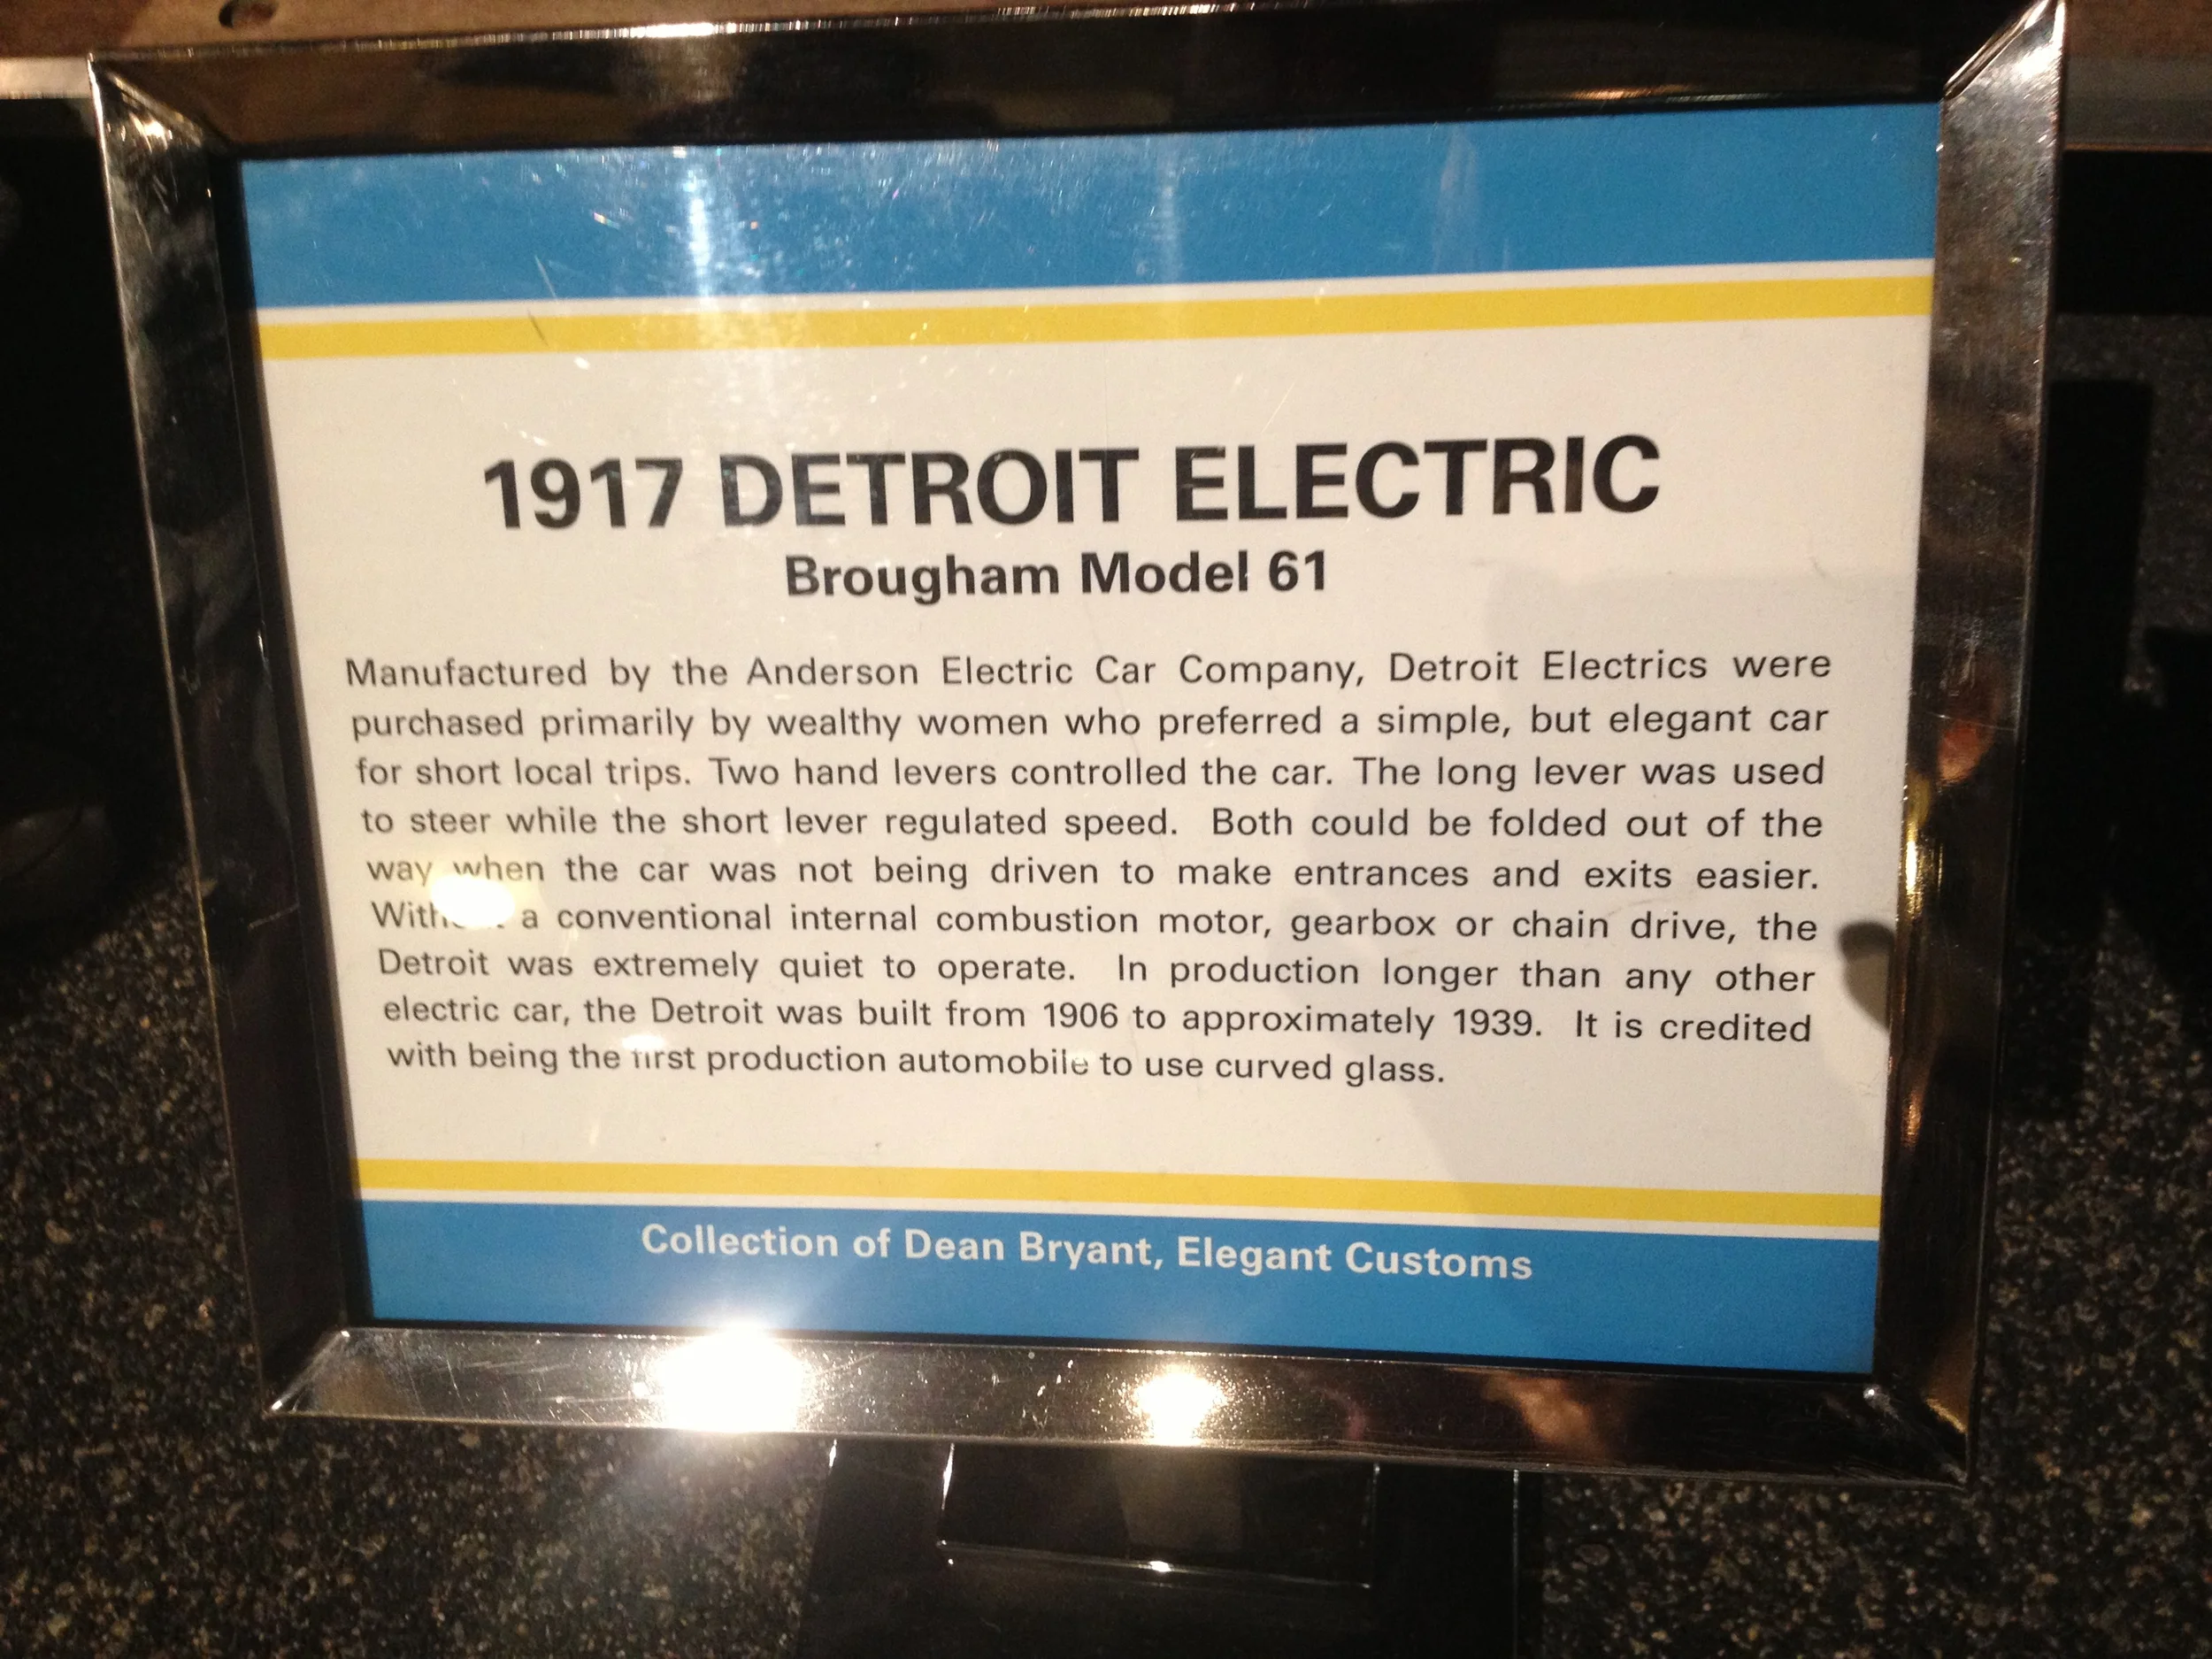 1917 DETROIT ELECTRIC
Brougham Model 61
Manufactured by the Anderson Electric Car Company, Detroit Electrics were
purchased primarily by wealthy women who preferred a simple, but elegant car
for short local trips. Two hand levers controlled the car. The long lever was used
to steer while the short lever regulated speed. Both could be folded out of the
way when the car was not being driven to make entrances and exits easier.
a conventional internal combustion motor, gearbox or chain drive, the
Detroit was extremely quiet to operate. In production longer than any other
electric car, the Detroit was built from 1906 to approximately 1939. It is credited
with being the first production automobile to use curved glass.
Collection of Dean Bryant, Elegant Customs